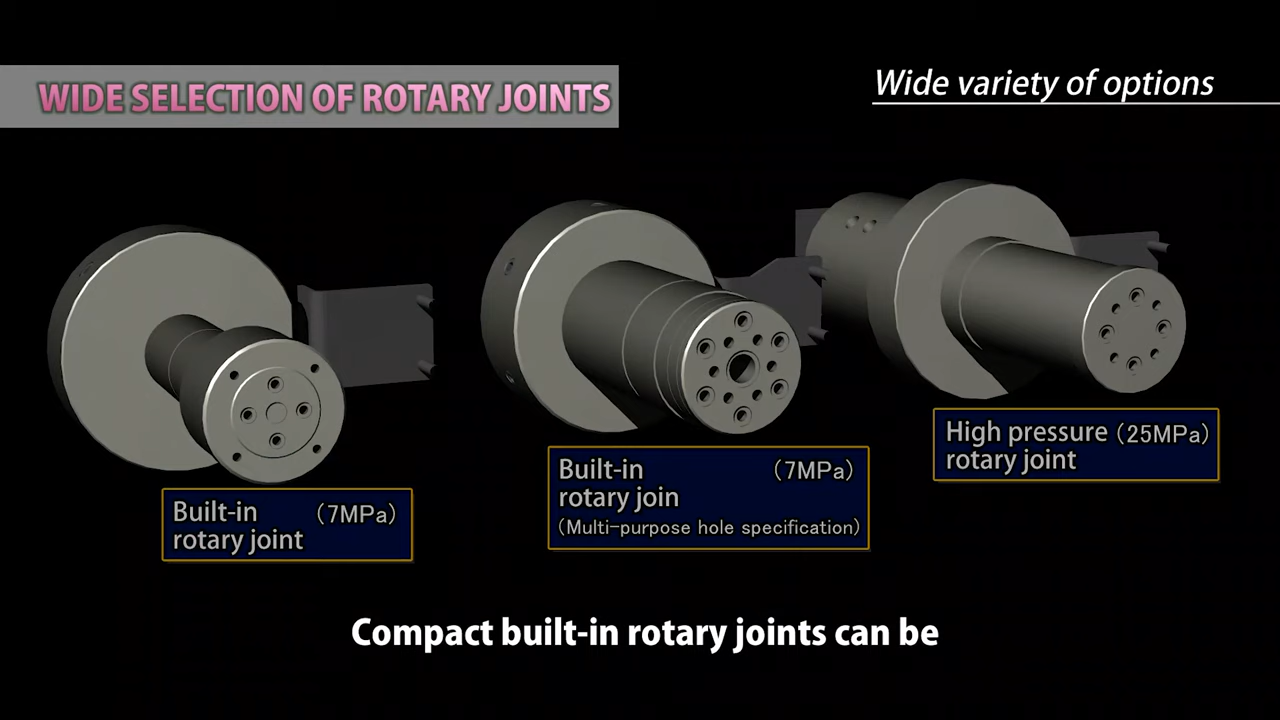 WIDE SELECTION OF ROTARY JOINTS
Wide variety of options
Built-in (7MPa)
rotary joint
Built-in (7MPa)
rotary join
(Multi-purpose hole specification)
High pressure (25MPa)
rotary joint
Compact built-in rotary joints can be